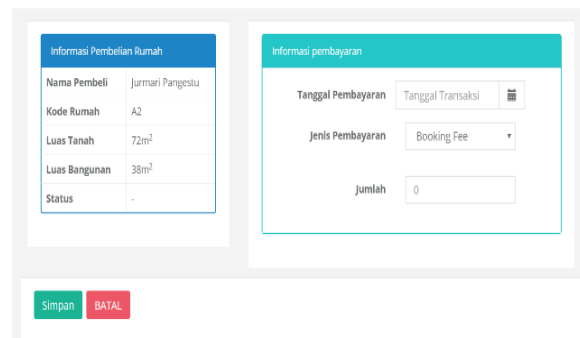 Informasi Pembelian Rumah
Nama Pembeli Jurmari Pangestu
Kode Rumah A2
Luas Tanah 72m²
Luas Bangunan 38m²
Status -
Informasi pembayaran
Tanggal Pembayaran Tanggal Transaksi
Jenis Pembayaran Booking Fee
Jumlah 0
Simpan BATAL